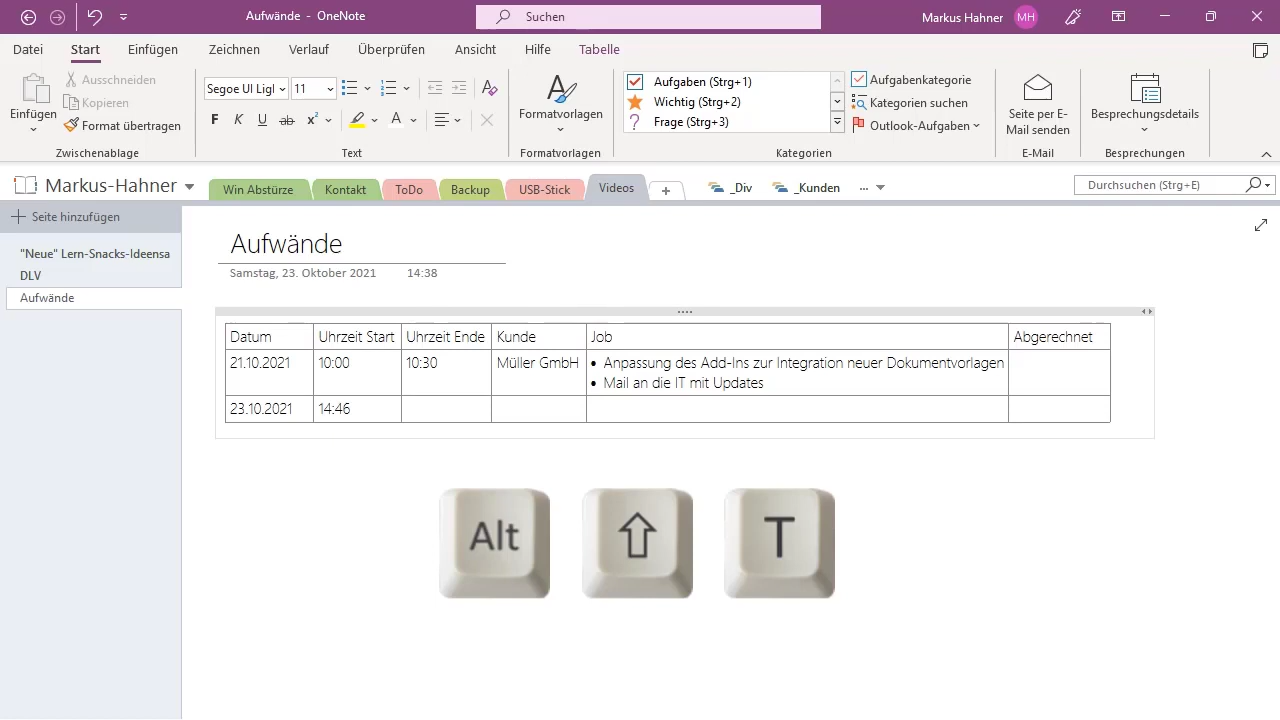 Aufwände - OneNote
Suchen
Markus Hahner MH
Datei Start Einfügen Zeichnen Verlauf Überprüfen Ansicht Hilfe Tabelle
Einfügen
Ausschneiden
Kopieren
Format übertragen
Zwischenablage
Segoe UI Ligl 11
F K U ab x² A A
Text
Formatvorlagen
Formatvorlagen
Aufgaben (Strg+1)
Wichtig (Strg+2)
Frage (Strg+3)
Aufgabenkategorie
Kategorien suchen
Outlook-Aufgaben
Kategorien
Seite per E-
Mail senden
E-Mail
Besprechungsdetails
Besprechungen
Markus-Hahner
Win Abstürze Kontakt ToDo Backup USB-Stick Videos + _Div _Kunden ...
Durchsuchen (Strg+E)
Seite hinzufügen
"Neue" Lern-Snacks-Ideensa
DLV
Aufwände
Aufwände
Samstag, 23. Oktober 2021 14:38
Datum Uhrzeit Start Uhrzeit Ende Kunde Job Abgerechnet
21.10.2021 10:00 10:30 Müller GmbH • Anpassung des Add-Ins zur Integration neuer Dokumentvorlagen
• Mail an die IT mit Updates
23.10.2021 14:46
Alt ⇧ T